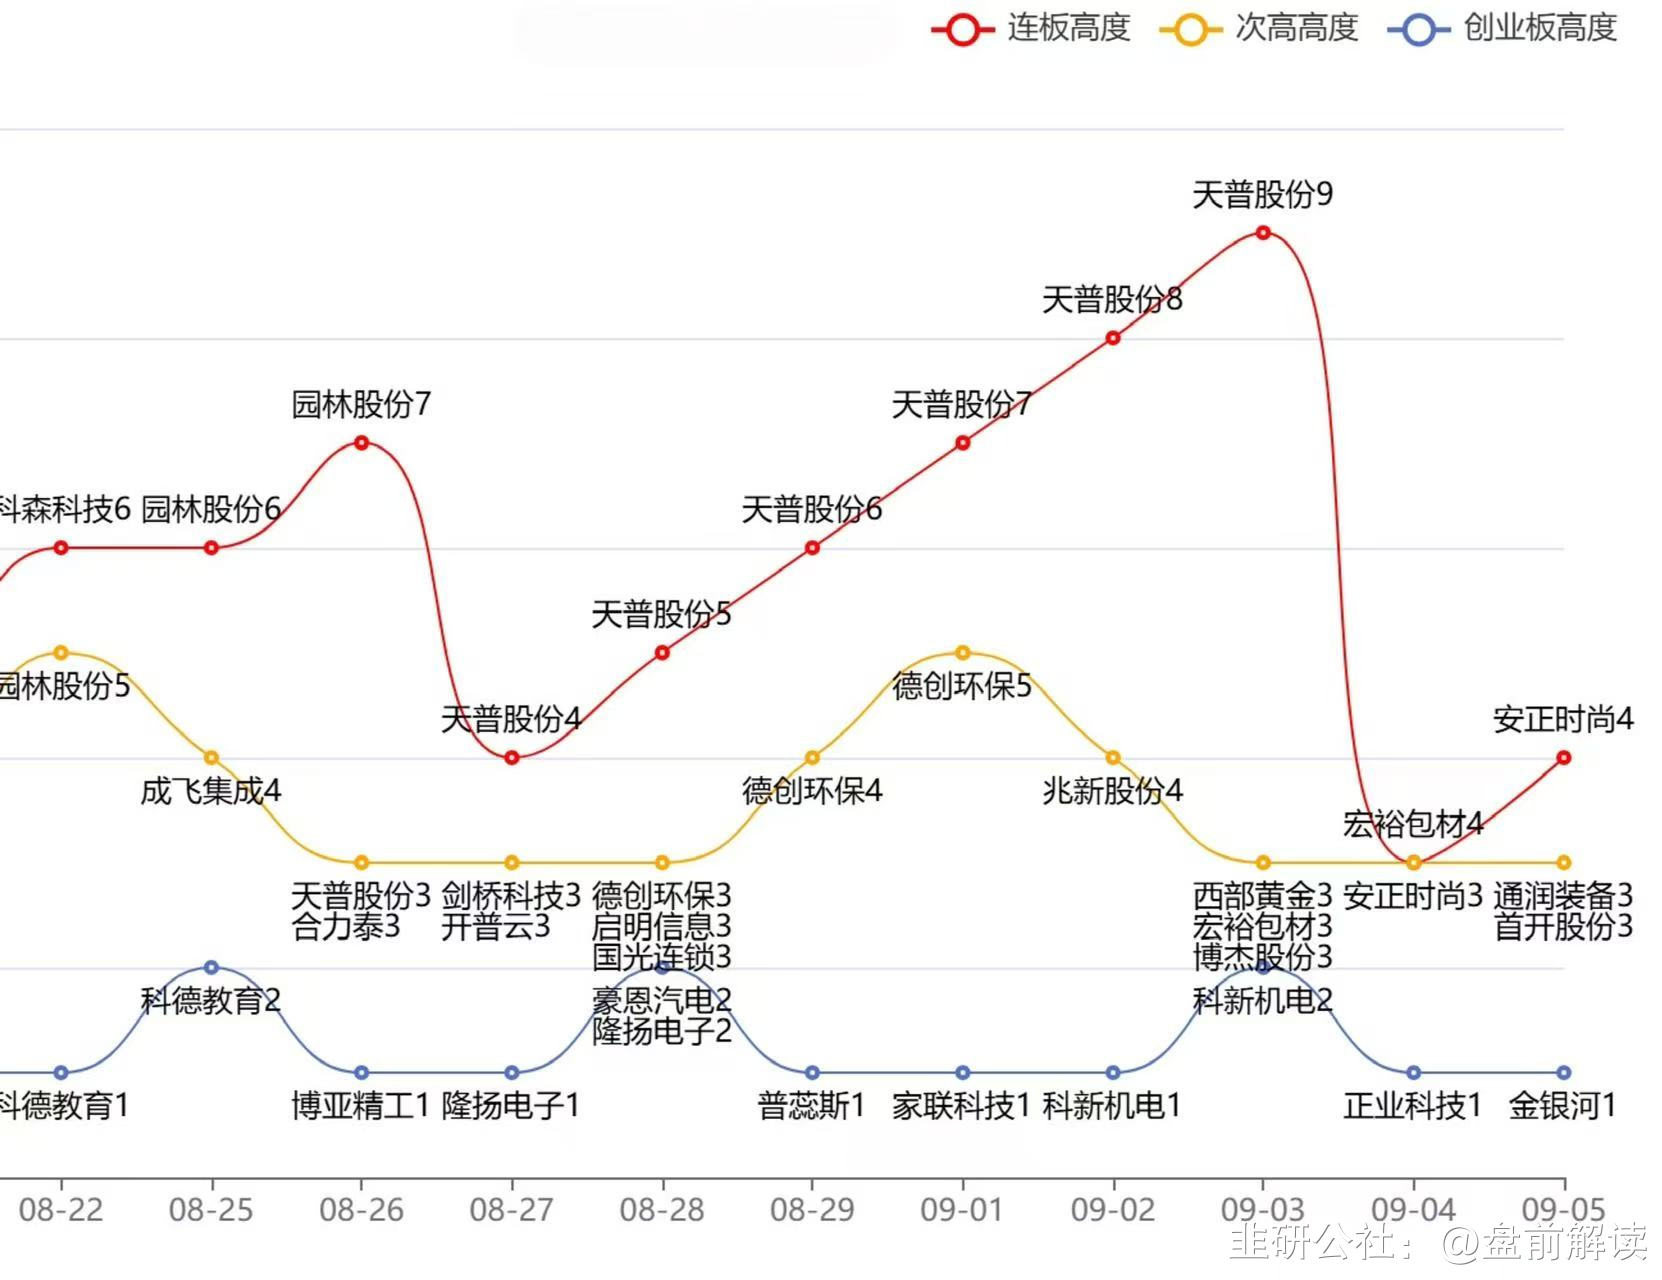 连板高度 次高高度 创业板高度
天普股份9
天普股份8
园林股份7 天普股份7
科森科技6 园林股份6 天普股份6
天普股份5
园林股份5 德创环保5
天普股份4 安正时尚4
成飞集成4 德创环保4 兆新股份4
宏裕包材4
天普股份3 剑桥科技3 德创环保3 西部黄金3 安正时尚3 通润装备3
合力泰3 开普云3 启明信息3 宏裕包材3 首开股份3
国光连锁3 博杰股份3
科德教育2 豪恩汽电2 科新机电2
隆扬电子2
科德教育1 博亚精工1 隆扬电子1 普蕊斯1 家联科技1 科新机电1 正业科技1 金银河1
08-22 08-25 08-26 08-27 08-28 08-29 09-01 09-02 09-03 09-04 09-05
韭研公社：@盘前解读